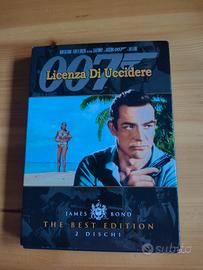 007
Licenza Di Uccidere
JAMES BOND
THE BEST EDITION
2 DISCHI
subito